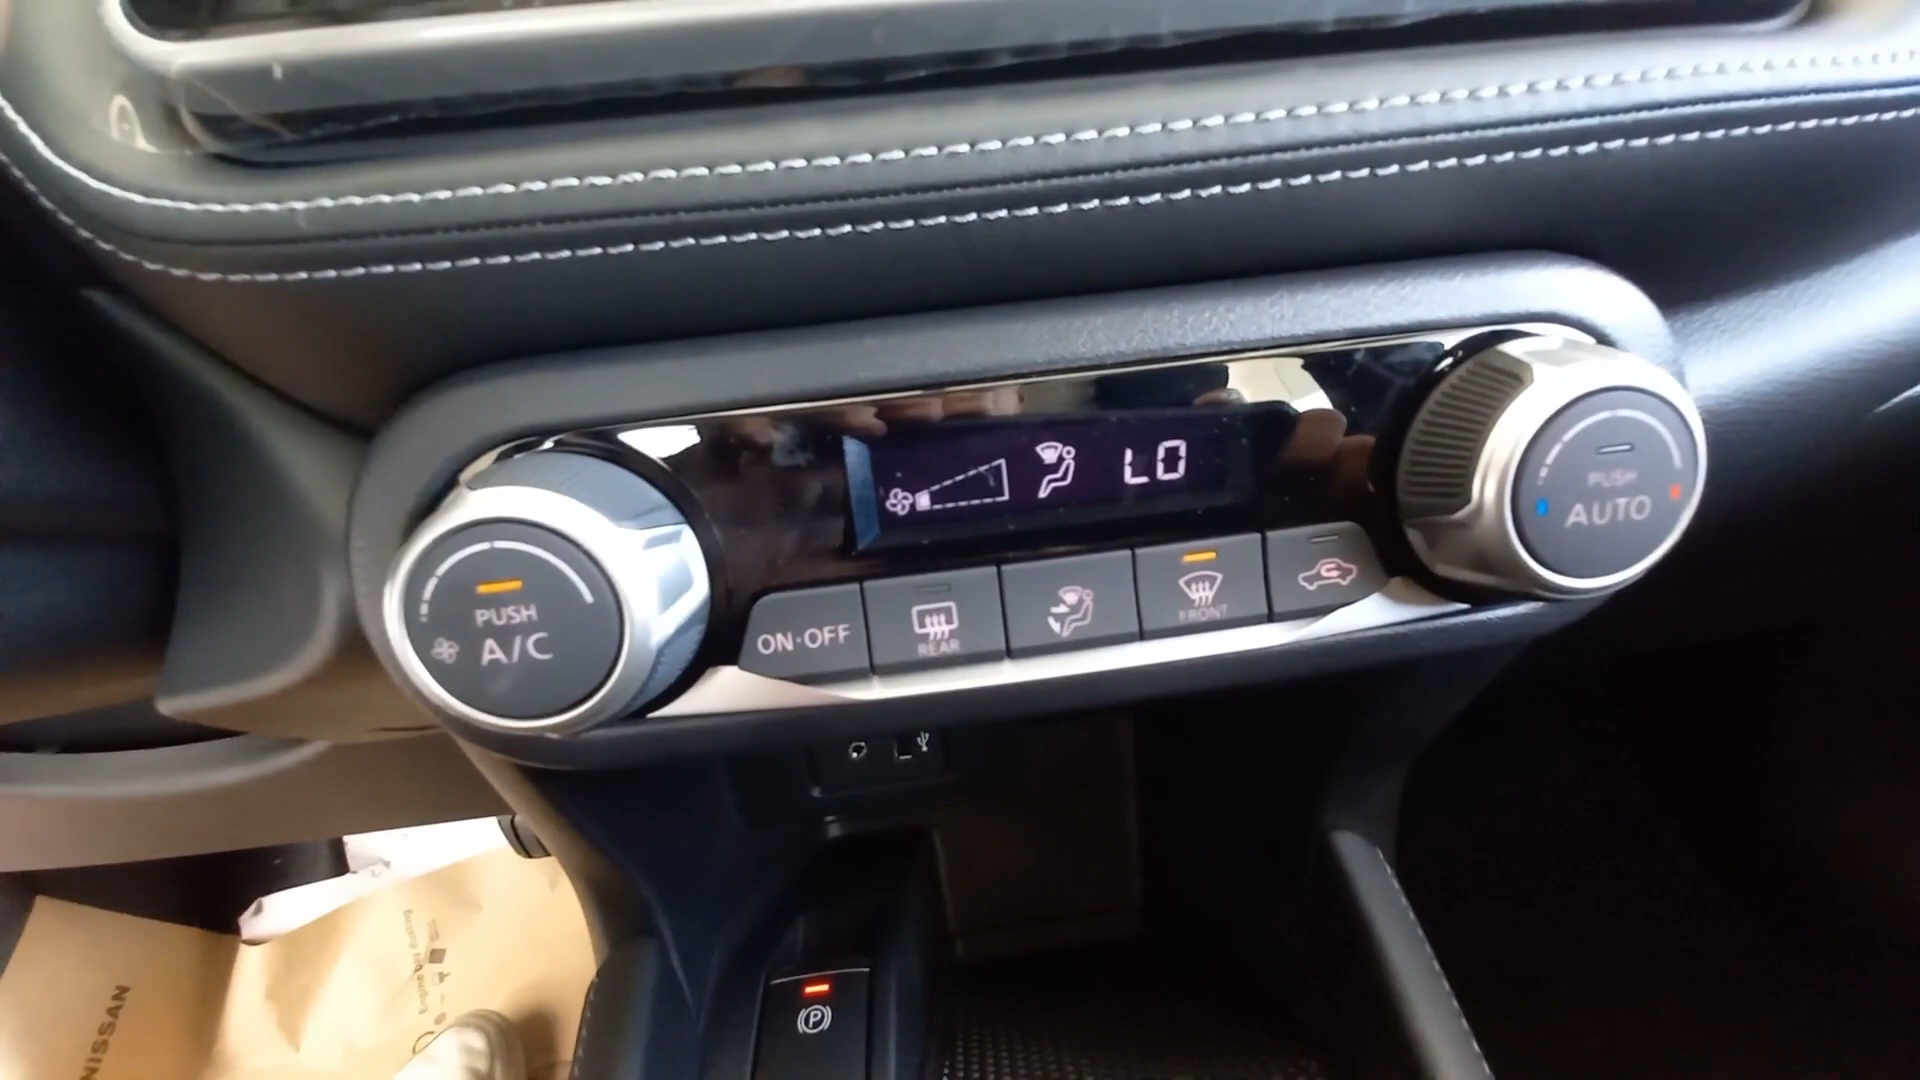 LO
PUSH
AUTO
PUSH
A/C
ON·OFF
REAR
FRONT
P
NISSAN